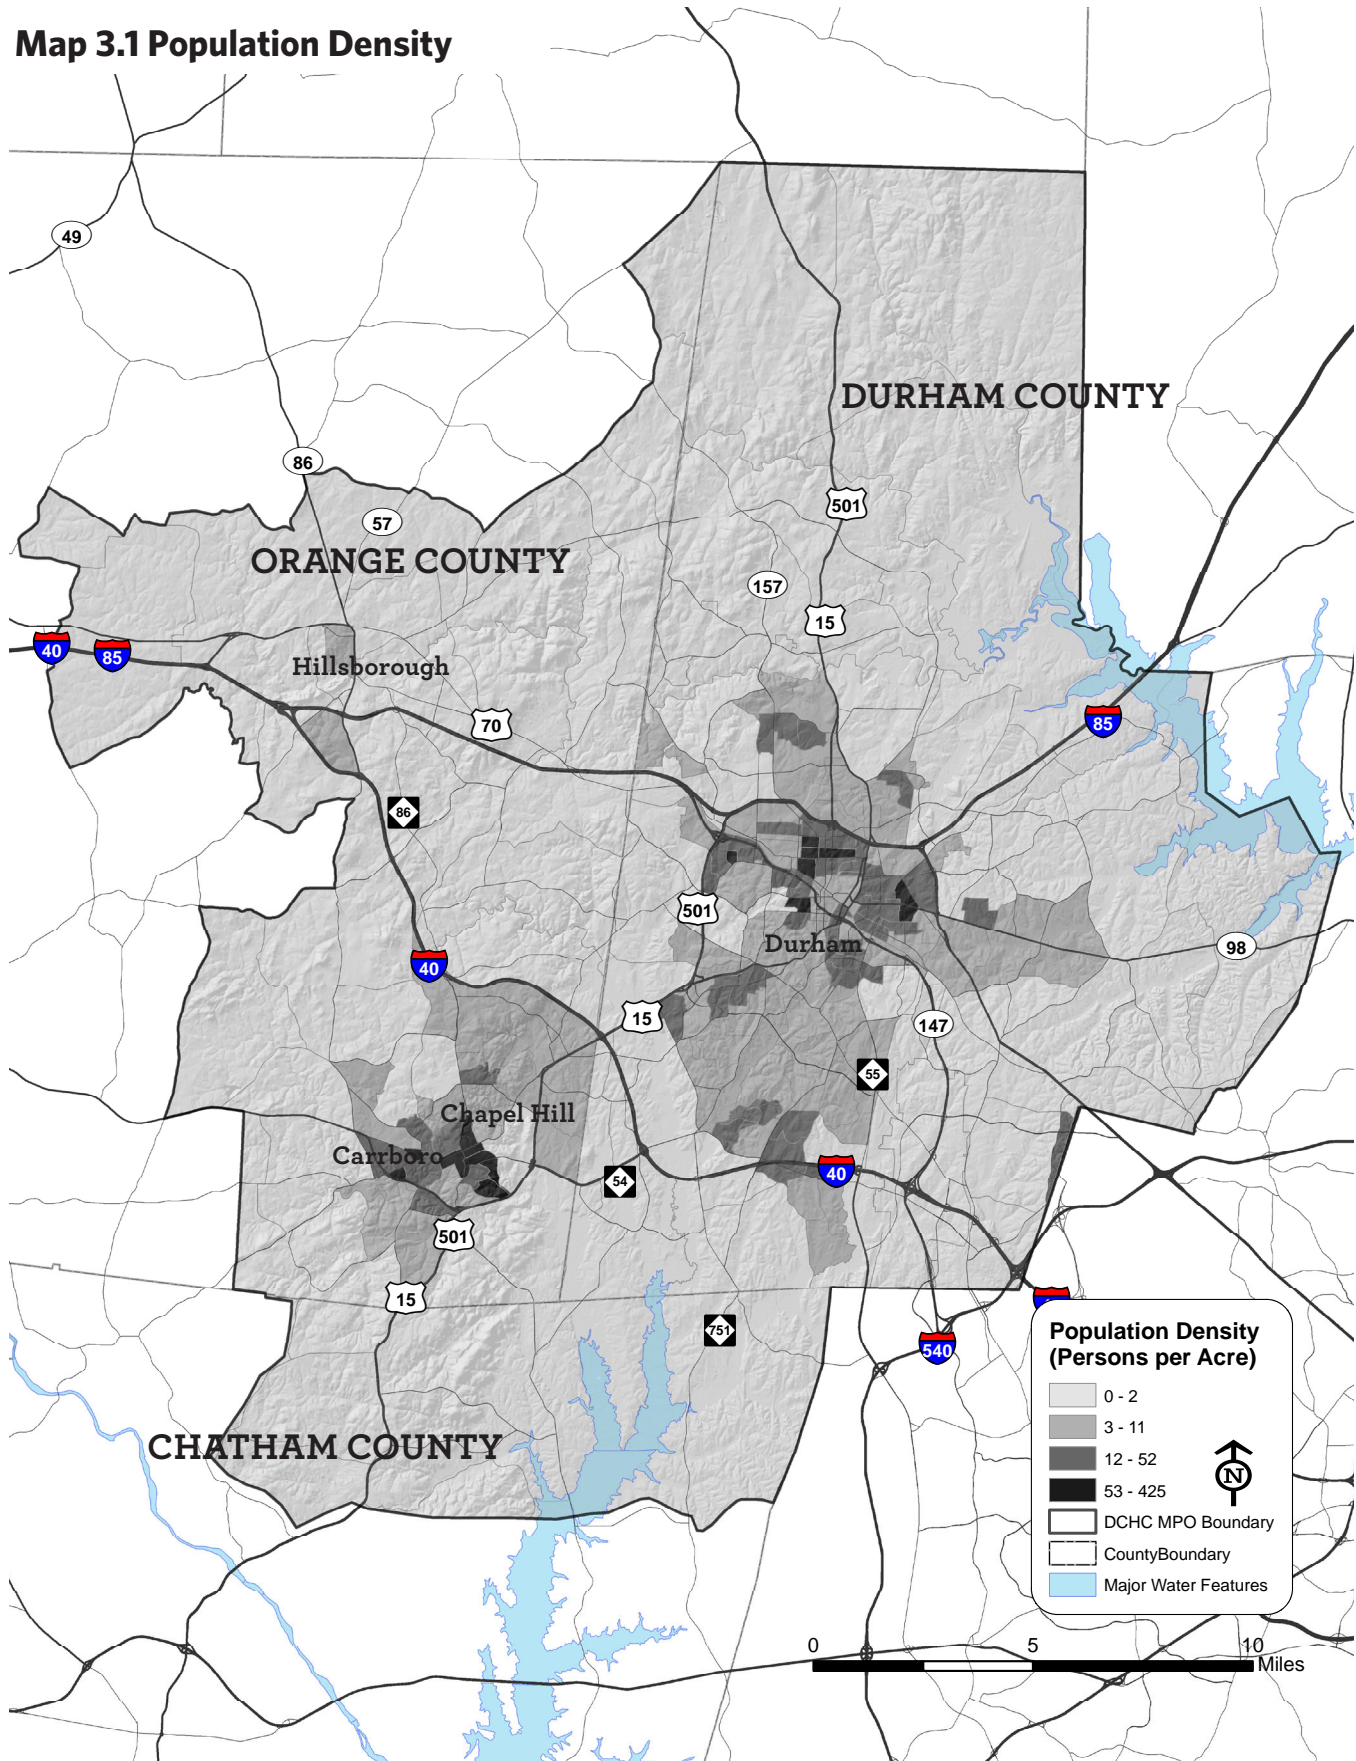 Map 3.1 Population Density
49
DURHAM COUNTY
86
501
57
ORANGE COUNTY
157
15
40
85
Hillsborough
70
85
86
501
Durham
98
40
15
147
55
Chapel Hill
Carrboro
40
54
501
15
751
540
Population Density
(Persons per Acre)
0 - 2
3 - 11
12 - 52
53 - 425
N
DCHC MPO Boundary
CountyBoundary
Major Water Features
CHATHAM COUNTY
0 5 10
Miles